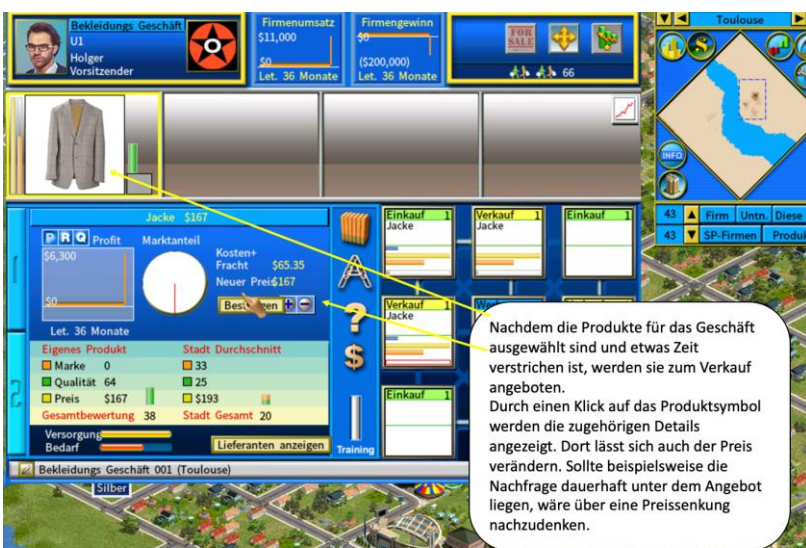 Bekleidungs Geschäft
U1
Holger
Vorsitzender
Firmenumsatz
$11,000
$0
Let. 36 Monate
Firmengewinn
$0
($200,000)
Let. 36 Monate
FOR
SALE
66
Toulouse
INFO
43 Firm Untn. Diese
43 SP-Firmen Produk
Jacke $167
P R Q Profit Marktanteil
$6,300
$0
Let. 36 Monate
Kosten+
Fracht $65.35
Neuer Preis $167
Eigenes Produkt Stadt Durchschnitt
Marke 0 33
Qualität 64 25
Preis $167 $193
Gesamtbewertung 38 Stadt Gesamt 20
Versorgung
Bedarf
Lieferanten anzeigen
Training
1
2
Einkauf 1
Jacke
Verkauf 1
Jacke
Einkauf 1
Verkauf 1
Jacke
Einkauf 1
Bekleidungs Geschäft 001 (Toulouse)
Silber
Nachdem die Produkte für das Geschäft
ausgewählt sind und etwas Zeit
verstrichen ist, werden sie zum Verkauf
angeboten.
Durch einen Klick auf das Produktsymbol
werden die zugehörigen Details
angezeigt. Dort lässt sich auch der Preis
verändern. Sollte beispielsweise die
Nachfrage dauerhaft unter dem Angebot
liegen, wäre über eine Preissenkung
nachzudenken.